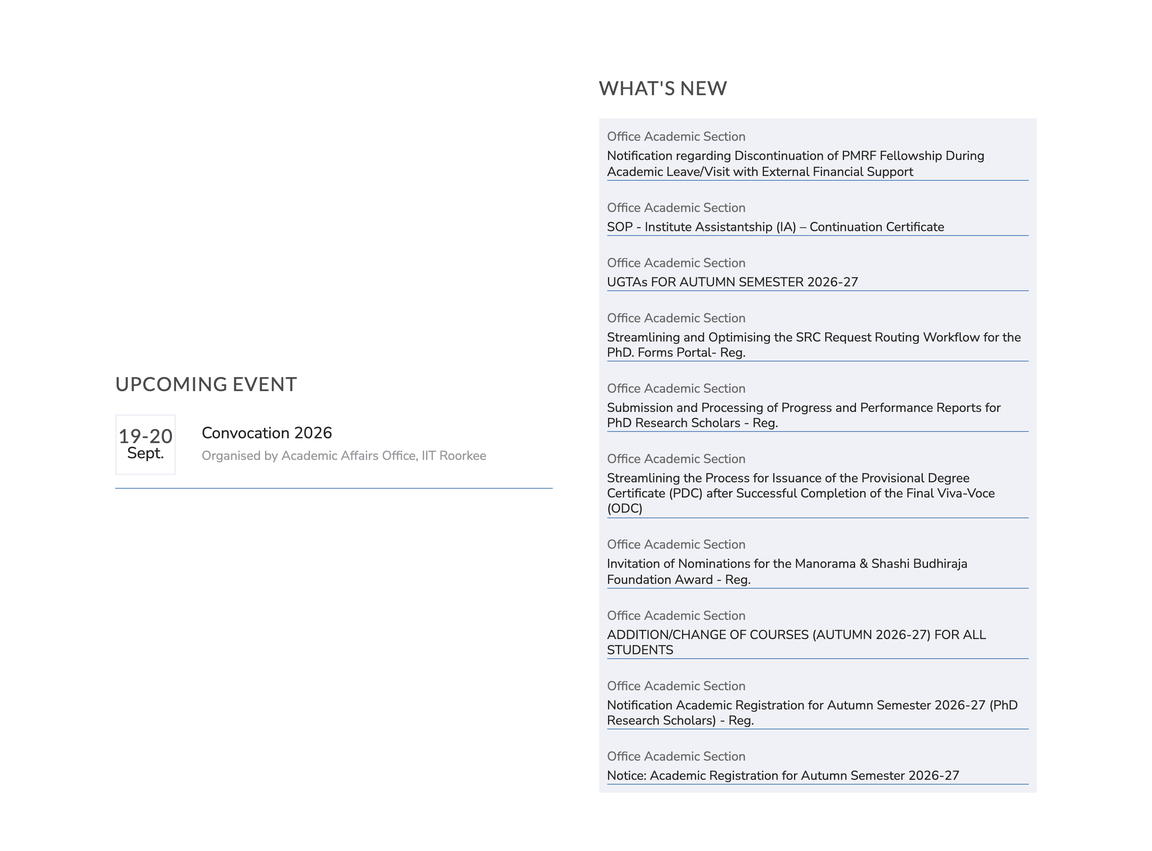 UPCOMING EVENT
19-20
Sept.
Convocation 2026
Organised by Academic Affairs Office, IIT Roorkee
WHAT'S NEW
Office Academic Section
Notification regarding Discontinuation of PMRF Fellowship During
Academic Leave/Visit with External Financial Support
Office Academic Section
SOP - Institute Assistantship (IA) – Continuation Certificate
Office Academic Section
UGTAs FOR AUTUMN SEMESTER 2026-27
Office Academic Section
Streamlining and Optimising the SRC Request Routing Workflow for the
PhD. Forms Portal- Reg.
Office Academic Section
Submission and Processing of Progress and Performance Reports for
PhD Research Scholars - Reg.
Office Academic Section
Streamlining the Process for Issuance of the Provisional Degree
Certificate (PDC) after Successful Completion of the Final Viva-Voce
(ODC)
Office Academic Section
Invitation of Nominations for the Manorama & Shashi Budhiraja
Foundation Award - Reg.
Office Academic Section
ADDITION/CHANGE OF COURSES (AUTUMN 2026-27) FOR ALL
STUDENTS
Office Academic Section
Notification Academic Registration for Autumn Semester 2026-27 (PhD
Research Scholars) - Reg.
Office Academic Section
Notice: Academic Registration for Autumn Semester 2026-27